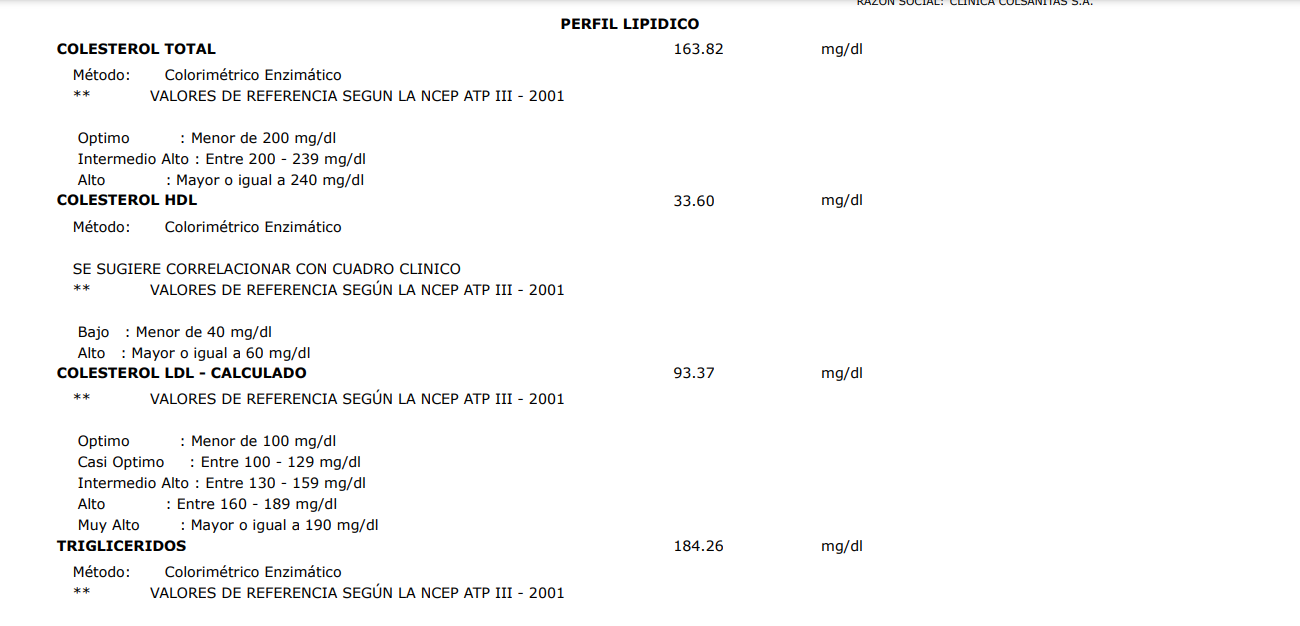 RAZON SOCIAL: CLINICA COLSANITAS S.A.
PERFIL LIPIDICO
COLESTEROL TOTAL 163.82 mg/dl
Método: Colorimétrico Enzimático
** VALORES DE REFERENCIA SEGUN LA NCEP ATP III - 2001
Optimo : Menor de 200 mg/dl
Intermedio Alto : Entre 200 - 239 mg/dl
Alto : Mayor o igual a 240 mg/dl
COLESTEROL HDL 33.60 mg/dl
Método: Colorimétrico Enzimático
SE SUGIERE CORRELACIONAR CON CUADRO CLINICO
** VALORES DE REFERENCIA SEGÚN LA NCEP ATP III - 2001
Bajo : Menor de 40 mg/dl
Alto : Mayor o igual a 60 mg/dl
COLESTEROL LDL - CALCULADO 93.37 mg/dl
** VALORES DE REFERENCIA SEGÚN LA NCEP ATP III - 2001
Optimo : Menor de 100 mg/dl
Casi Optimo : Entre 100 - 129 mg/dl
Intermedio Alto : Entre 130 - 159 mg/dl
Alto : Entre 160 - 189 mg/dl
Muy Alto : Mayor o igual a 190 mg/dl
TRIGLICERIDOS 184.26 mg/dl
Método: Colorimétrico Enzimático
** VALORES DE REFERENCIA SEGÚN LA NCEP ATP III - 2001